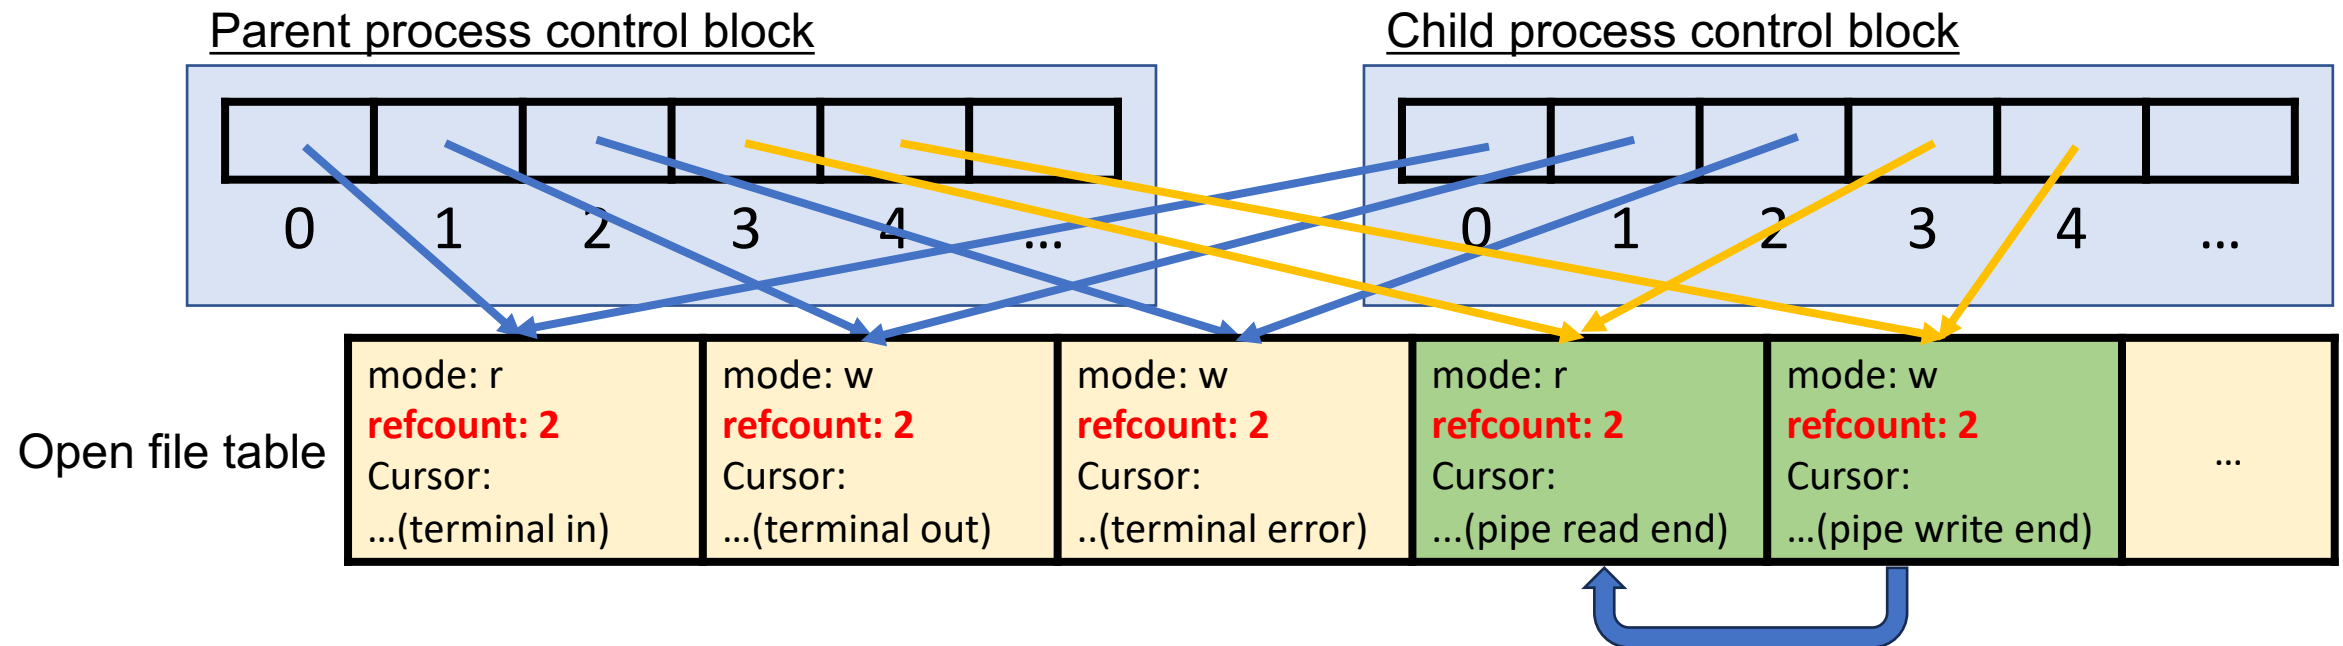 Parent process control block
Child process control block
0 1 2 3 4 ...
0 1 2 3 4 ...
Open file table
mode: r
refcount: 2
Cursor:
...(terminal in)
mode: w
refcount: 2
Cursor:
...(terminal out)
mode: w
refcount: 2
Cursor:
..(terminal error)
mode: r
refcount: 2
Cursor:
...(pipe read end)
mode: w
refcount: 2
Cursor:
...(pipe write end)
...